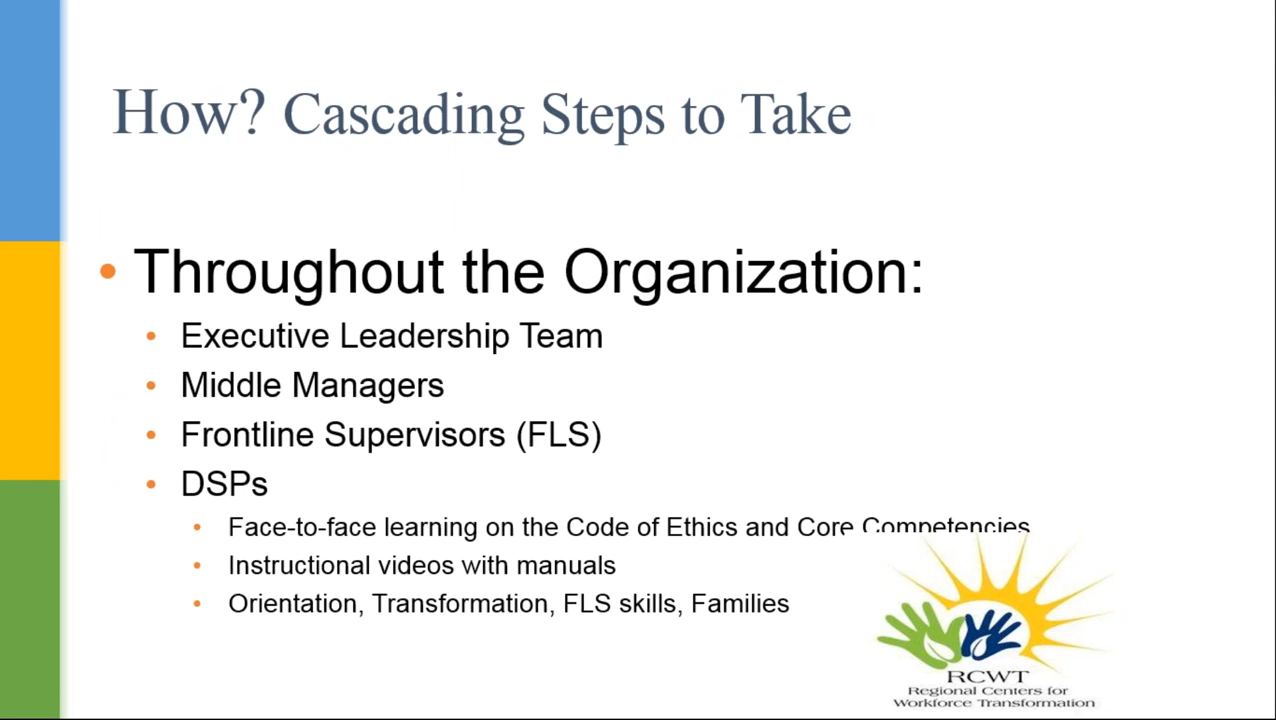 How? Cascading Steps to Take
• Throughout the Organization:
• Executive Leadership Team
• Middle Managers
• Frontline Supervisors (FLS)
• DSPs
• Face-to-face learning on the Code of Ethics and Core Competencies
• Instructional videos with manuals
• Orientation, Transformation, FLS skills, Families
RCWT
Regional Centers for
Workforce Transformation